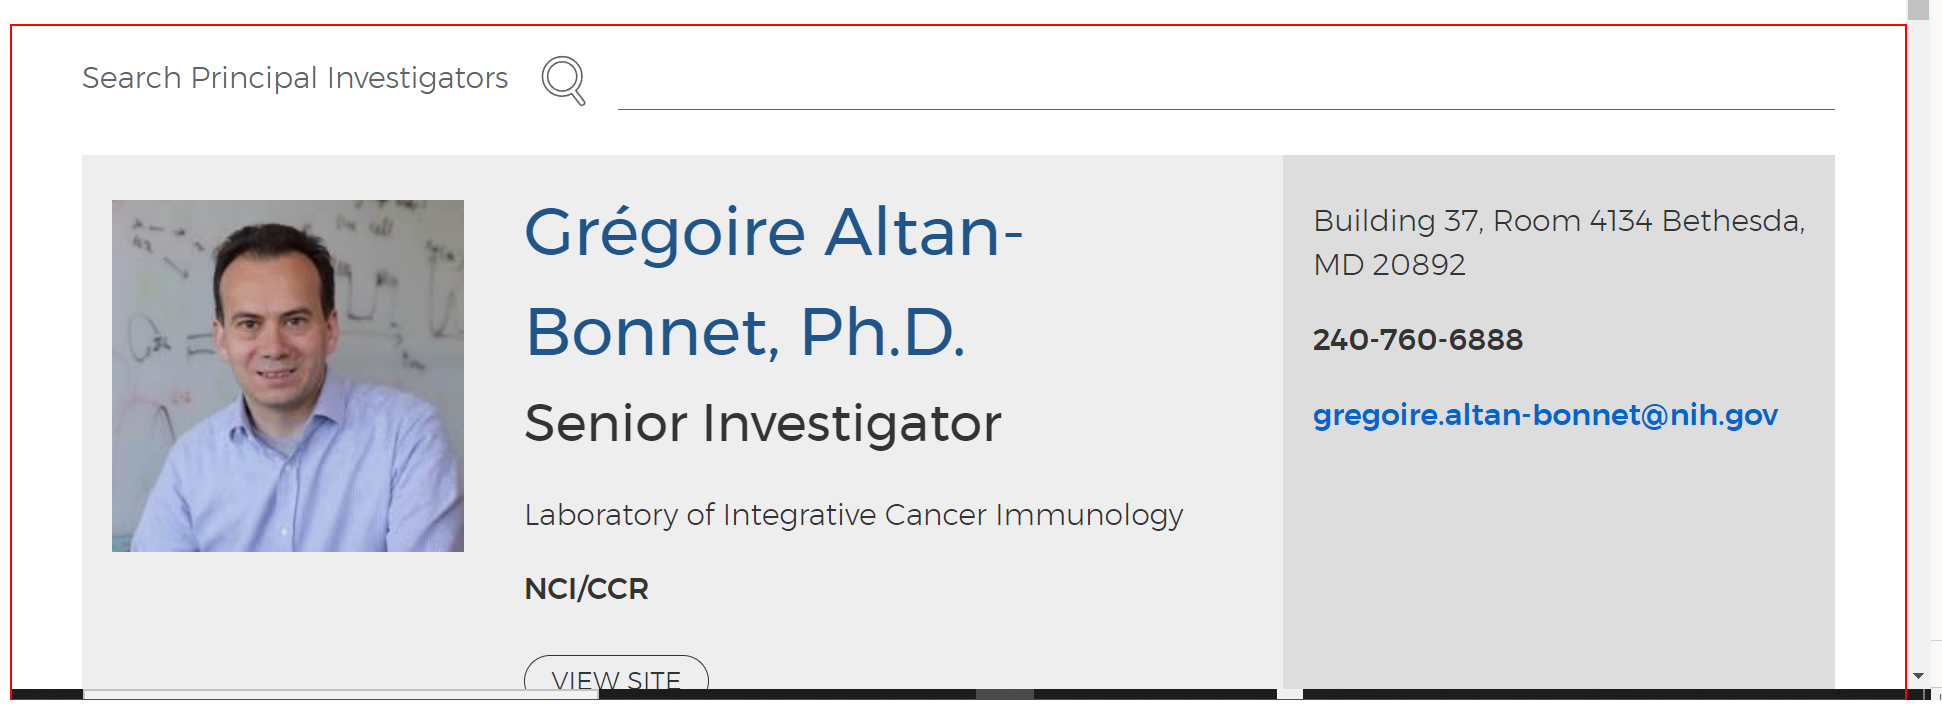 Search Principal Investigators
Grégoire Altan-
Bonnet, Ph.D.
Senior Investigator
Laboratory of Integrative Cancer Immunology
NCI/CCR
VIEW SITE
Building 37, Room 4134 Bethesda,
MD 20892
240-760-6888
gregoire.altan-bonnet@nih.gov